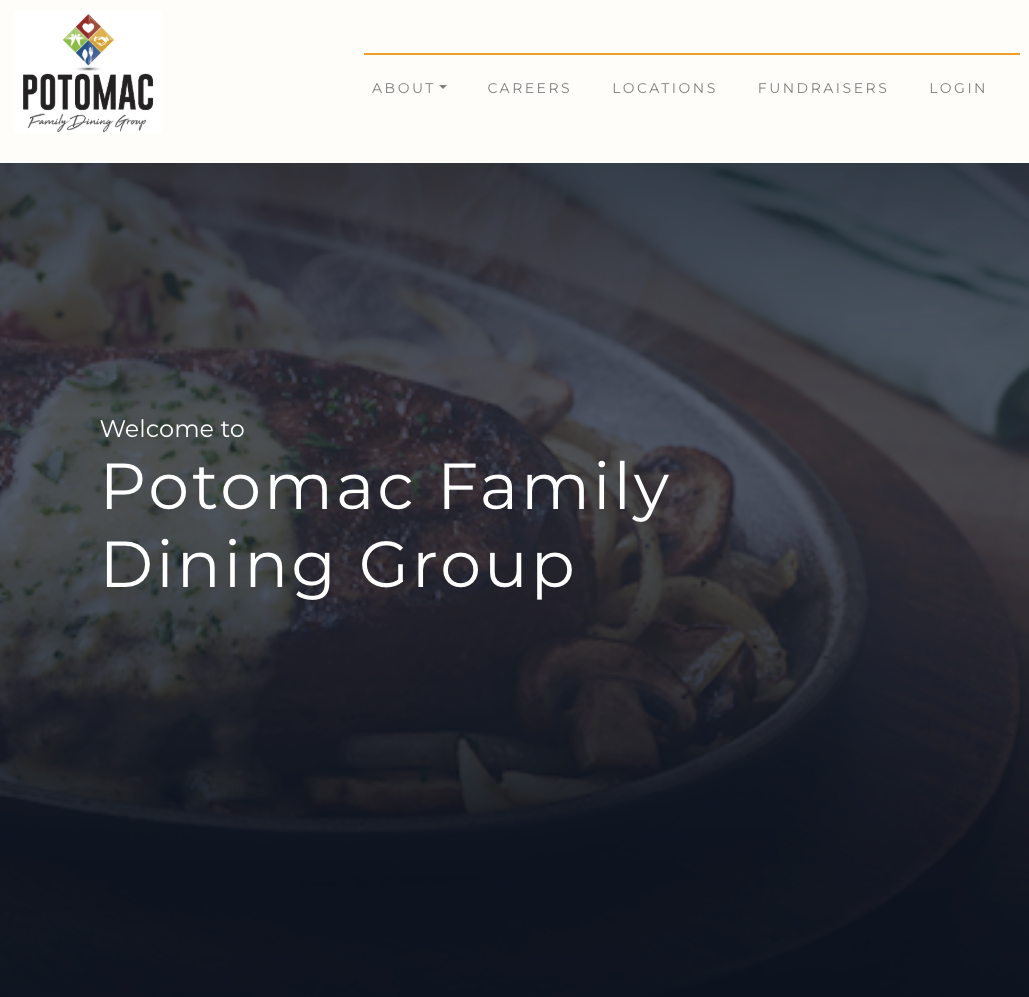 POTOMAC
Family Dining Group
ABOUT CAREERS LOCATIONS FUNDRAISERS LOGIN
Welcome to
Potomac Family
Dining Group